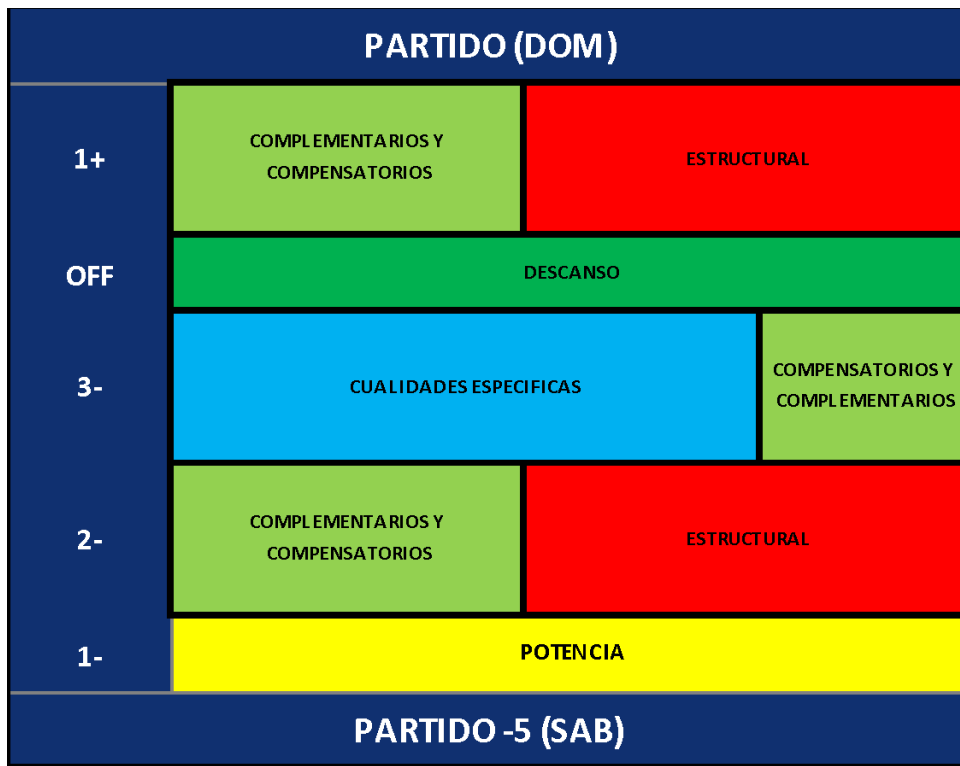 PARTIDO (DOM)
1+
COMPLEMENTARIOS Y
COMPENSATORIOS
ESTRUCTURAL
OFF
DESCANSO
3-
CUALIDADES ESPECIFICAS
COMPENSATORIOS Y
COMPLEMENTARIOS
2-
COMPLEMENTARIOS Y
COMPENSATORIOS
ESTRUCTURAL
1-
POTENCIA
PARTIDO -5 (SAB)